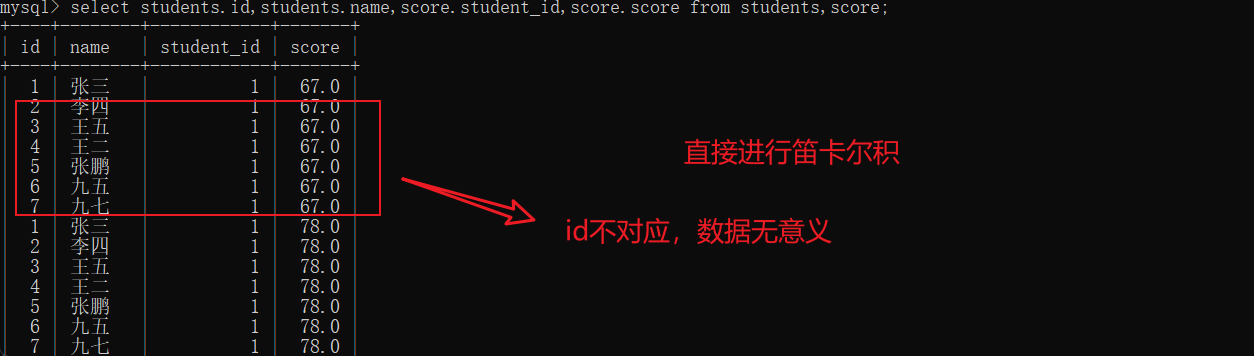 mysql> select students.id,students.name,score.student_id,score.score from students,score;
+----+--------+------------+-------+
| id | name   | student_id | score |
+----+--------+------------+-------+
| 1 | 张三 | 1 | 67.0 |
| 2 | 李四 | 1 | 67.0 |
| 3 | 王五 | 1 | 67.0 |
| 4 | 王二 | 1 | 67.0 |
| 5 | 张鹏 | 1 | 67.0 |
| 6 | 九五 | 1 | 67.0 |
| 7 | 九七 | 1 | 67.0 |
| 1 | 张三 | 1 | 78.0 |
| 2 | 李四 | 1 | 78.0 |
| 3 | 王五 | 1 | 78.0 |
| 4 | 王二 | 1 | 78.0 |
| 5 | 张鹏 | 1 | 78.0 |
| 6 | 九五 | 1 | 78.0 |
| 7 | 九七 | 1 | 78.0 |
直接进行笛卡尔积
id不对应，数据无意义